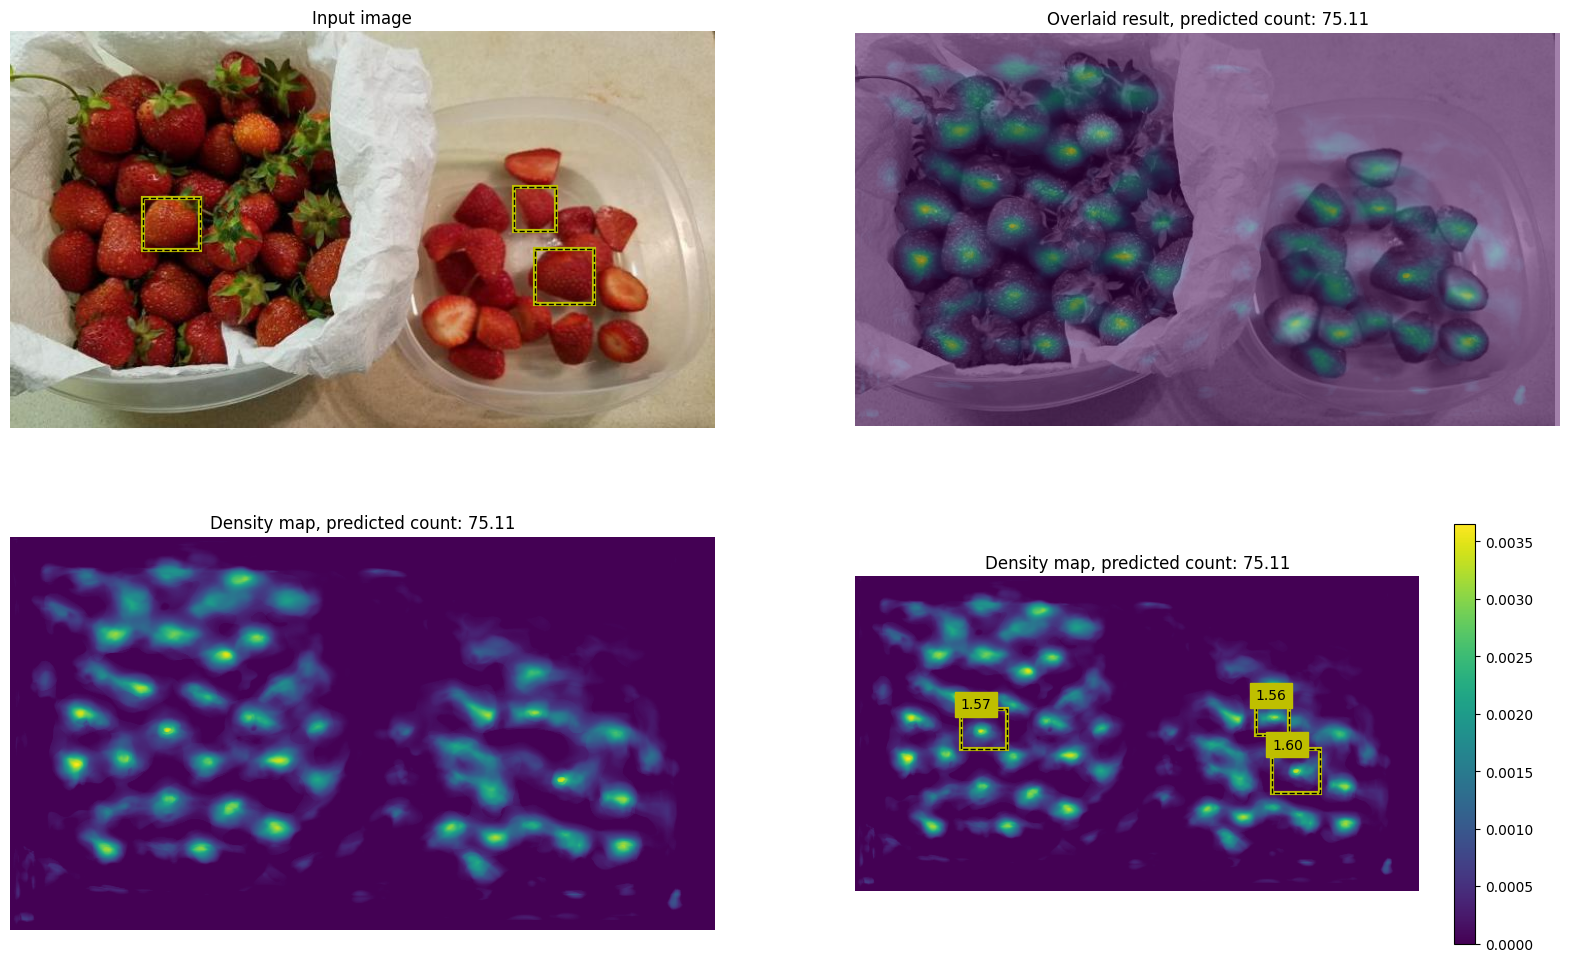 Input image
Overlaid result, predicted count: 75.11
Density map, predicted count: 75.11
Density map, predicted count: 75.11
1.57
1.56
1.60
0.0035
0.0030
0.0025
0.0020
0.0015
0.0010
0.0005
0.0000